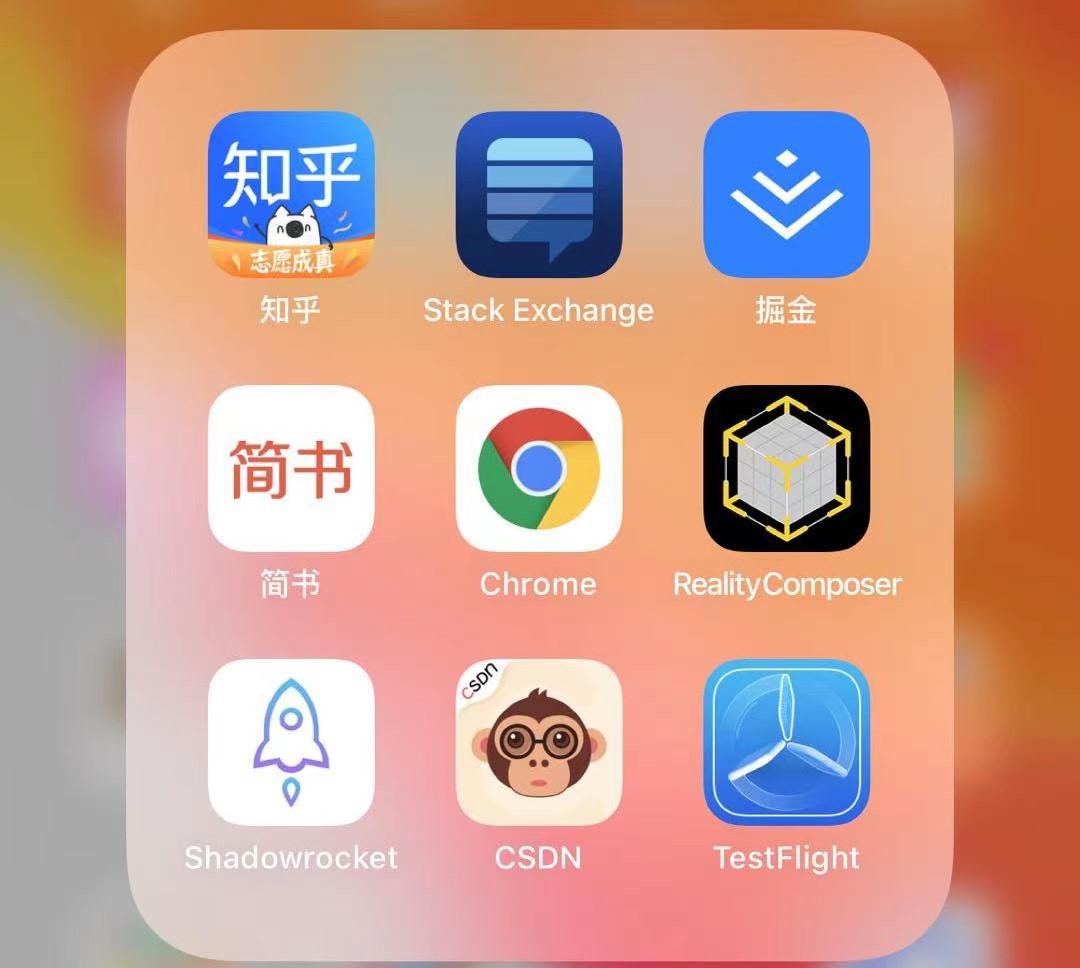 知乎
志愿成真
知乎
Stack Exchange
掘金
简书
简书
Chrome
RealityComposer
CSDN
Shadowrocket
CSDN
TestFlight